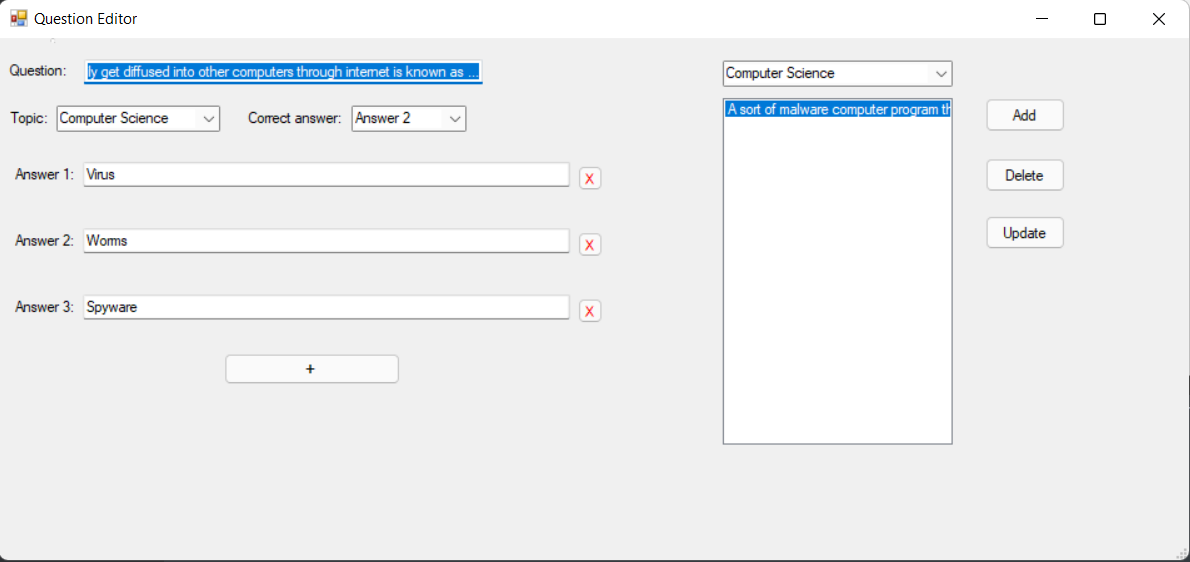 Question Editor
Question: ly get diffused into other computers through internet is known as ...
Topic: Computer Science Correct answer: Answer 2
Answer 1: Virus X
Answer 2: Worms X
Answer 3: Spyware X
+
Computer Science
A sort of malware computer program th
Add
Delete
Update